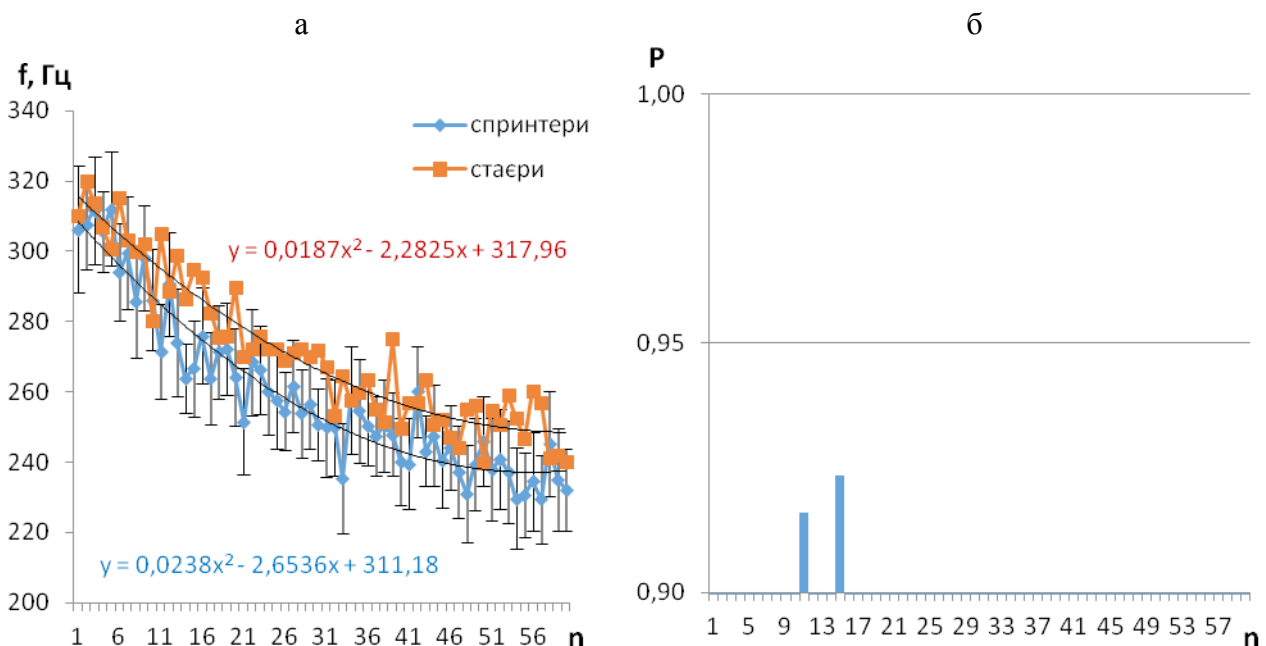 а
f, Гц
340
320
300
280
260
240
220
200
спринтери
стаєри
y = 0,0187x² - 2,2825x + 317,96
y = 0,0238x² - 2,6536x + 311,18
1 6 11 16 21 26 31 36 41 46 51 56 n
б
P
1,00
0,95
0,90
1 5 9 13 17 21 25 29 33 37 41 45 49 53 57 n